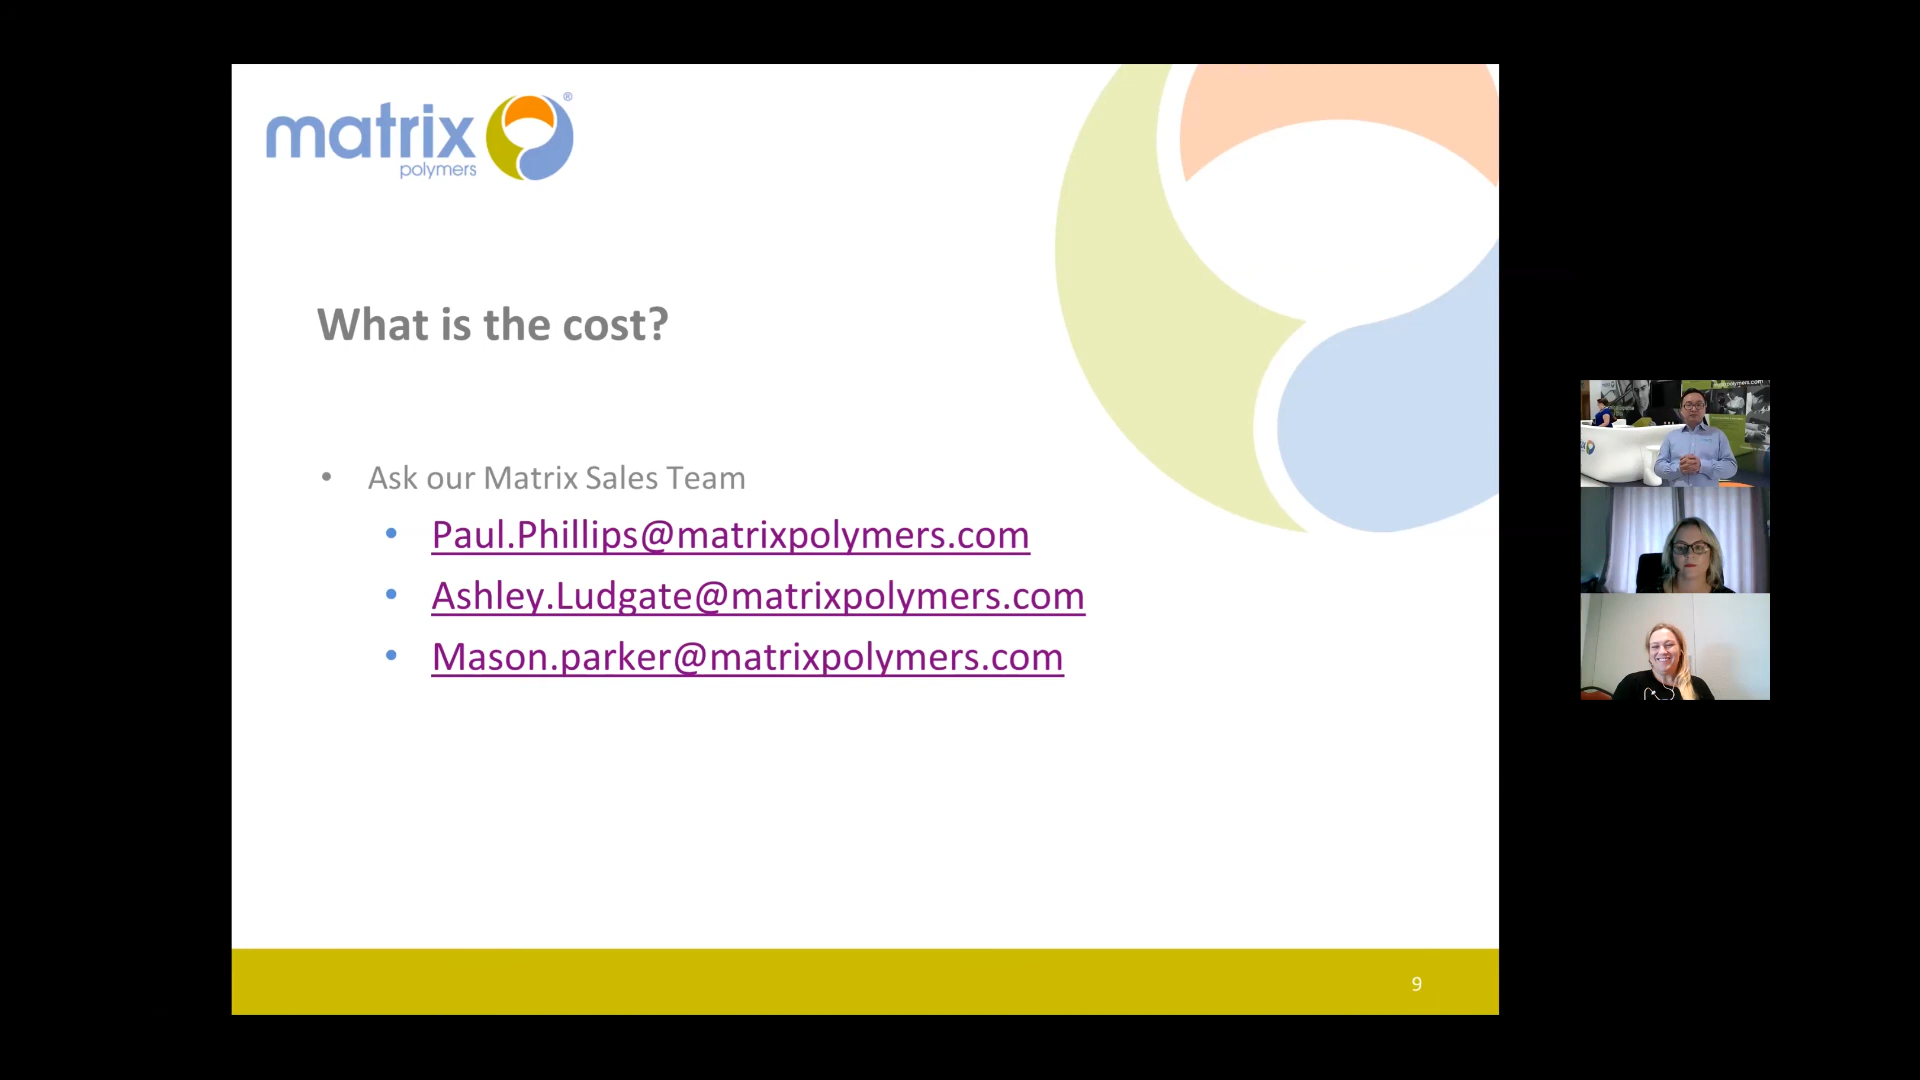 matrix
polymers
®
What is the cost?
• Ask our Matrix Sales Team
• Paul.Phillips@matrixpolymers.com
• Ashley.Ludgate@matrixpolymers.com
• Mason.parker@matrixpolymers.com
9